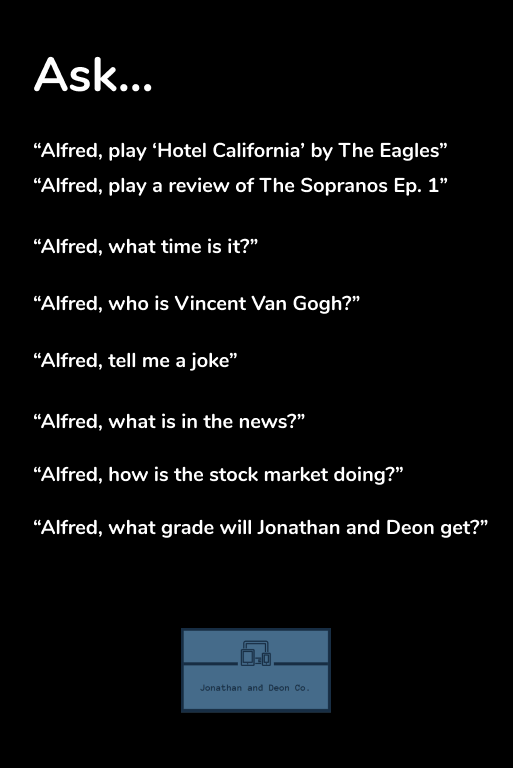 Ask...
“Alfred, play ‘Hotel California’ by The Eagles”
“Alfred, play a review of The Sopranos Ep. 1”
“Alfred, what time is it?”
“Alfred, who is Vincent Van Gogh?”
“Alfred, tell me a joke”
“Alfred, what is in the news?”
“Alfred, how is the stock market doing?”
“Alfred, what grade will Jonathan and Deon get?”
Jonathan and Deon Co.